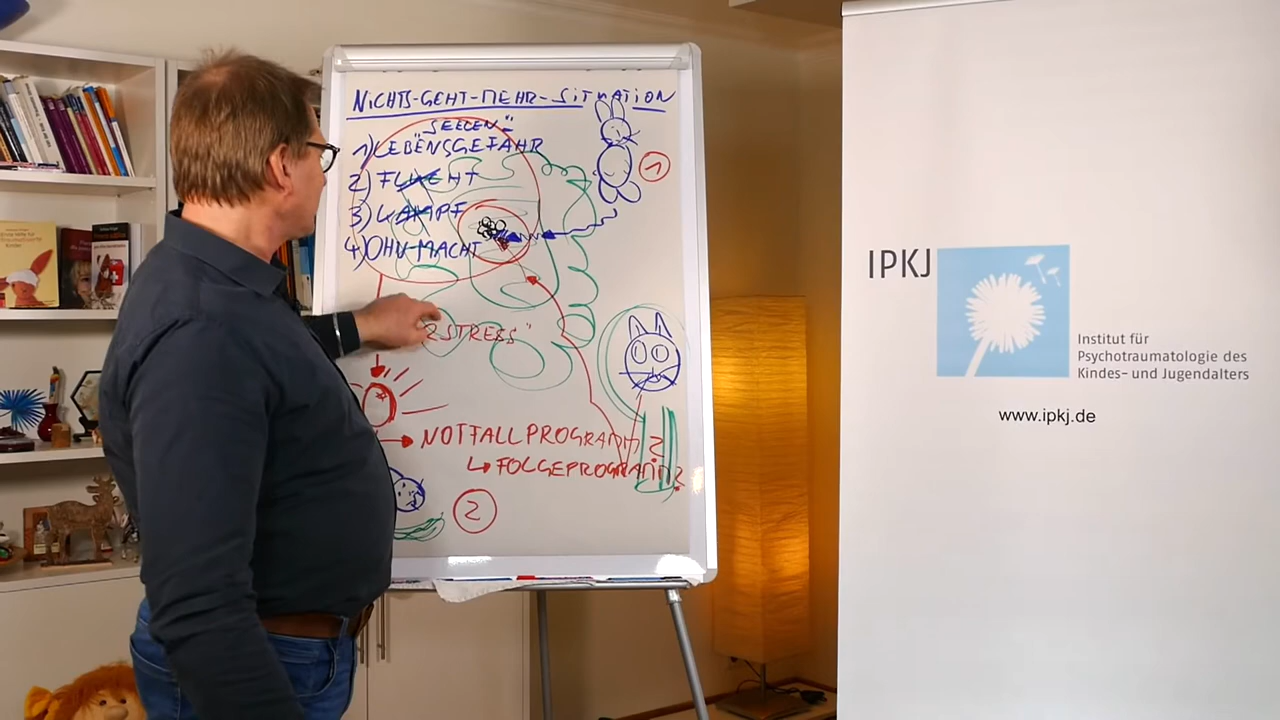 NICHTS-GEHT-MEHR-SITUATION
"SEELEN"
1) LEBENSGEFAHR
2) FLUCHT
3) KAMPF
4) OHN-MACHT
1
STRESS"
NOTFALLPROGRAMM
↳ FOLGEPROGRAMM?
2
IPKJ
Institut für
Psychotraumatologie des
Kindes- und Jugendalters
www.ipkj.de